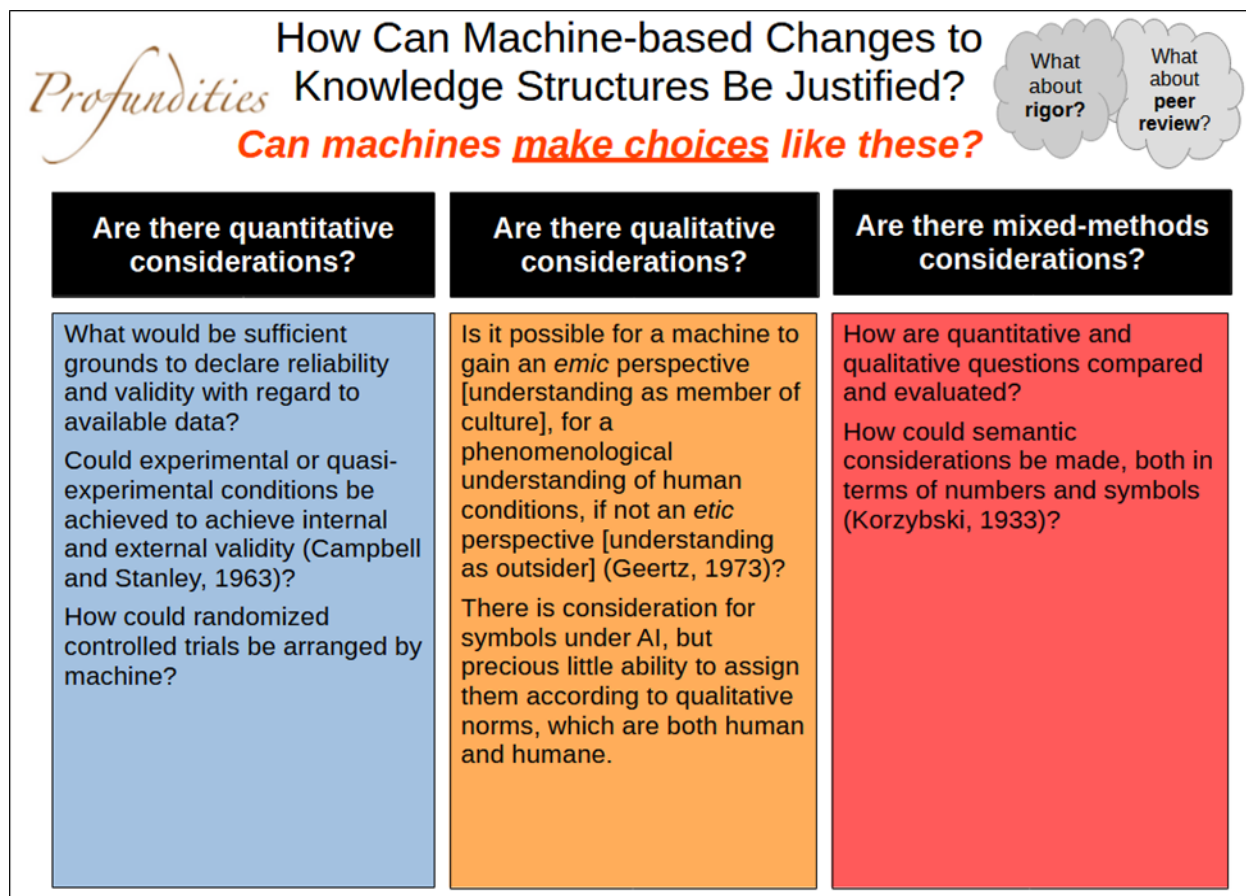 Profundities
How Can Machine-based Changes to
Knowledge Structures Be Justified?
Can machines make choices like these?
What
about
rigor?
What
about
peer
review?
Are there quantitative
considerations?
What would be sufficient
grounds to declare reliability
and validity with regard to
available data?
Could experimental or quasi-
experimental conditions be
achieved to achieve internal
and external validity (Campbell
and Stanley, 1963)?
How could randomized
controlled trials be arranged by
machine?
Are there qualitative
considerations?
Is it possible for a machine to
gain an emic perspective
[understanding as member of
culture], for a
phenomenological
understanding of human
conditions, if not an etic
perspective [understanding
as outsider] (Geertz, 1973)?
There is consideration for
symbols under AI, but
precious little ability to assign
them according to qualitative
norms, which are both human
and humane.
Are there mixed-methods
considerations?
How are quantitative and
qualitative questions compared
and evaluated?
How could semantic
considerations be made, both in
terms of numbers and symbols
(Korzybski, 1933)?